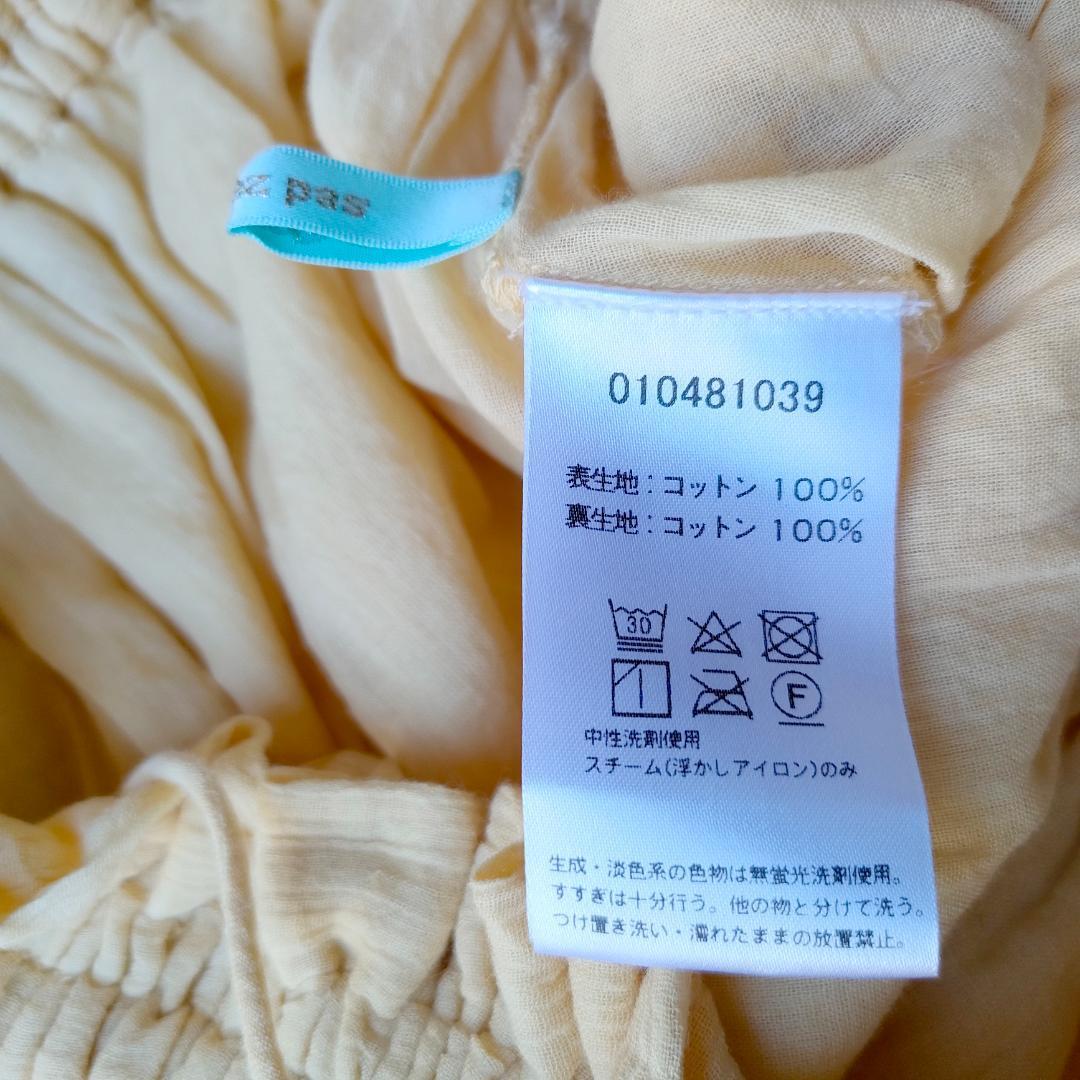 pas
010481039
表生地：コットン 100%
裏生地：コットン 100%
30
F
中性洗剤使用
スチーム(浮かしアイロン)のみ
生成・淡色系の色物は無蛍光洗剤使用。
すすぎは十分行う。他の物と分けて洗う。
つけ置き洗い・濡れたままの放置禁止。